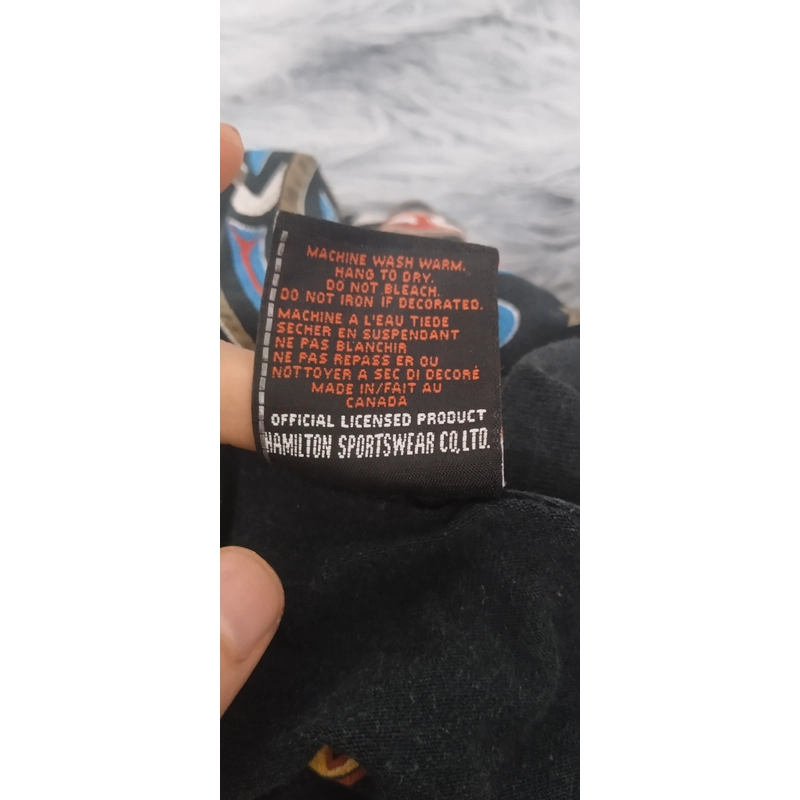 MACHINE WASH WARM.
HANG TO DRY.
DO NOT BLEACH.
DO NOT IRON IF DECORATED.
MACHINE A L'EAU TIEDE
SECHER EN SUSPENDANT
NE PAS BLANCHIR
NE PAS REPASS ER OU
NOTTOYER A SEC DI DECORÉ
MADE IN/FAIT AU
CANADA
OFFICIAL LICENSED PRODUCT
HAMILTON SPORTSWEAR CO, LTD.